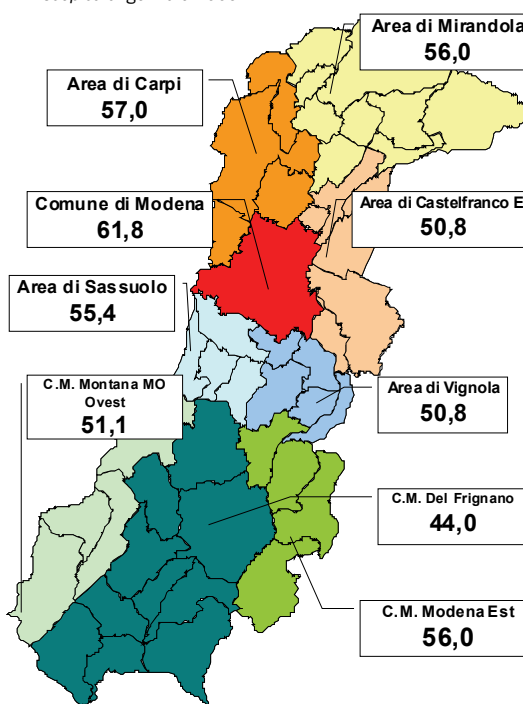 Area di Mirandola
56,0
Area di Carpi
57,0
Comune di Modena
61,8
Area di Castelfranco E
50,8
Area di Sassuolo
55,4
C.M. Montana MO
Ovest
51,1
Area di Vignola
50,8
C.M. Del Frignano
44,0
C.M. Modena Est
56,0